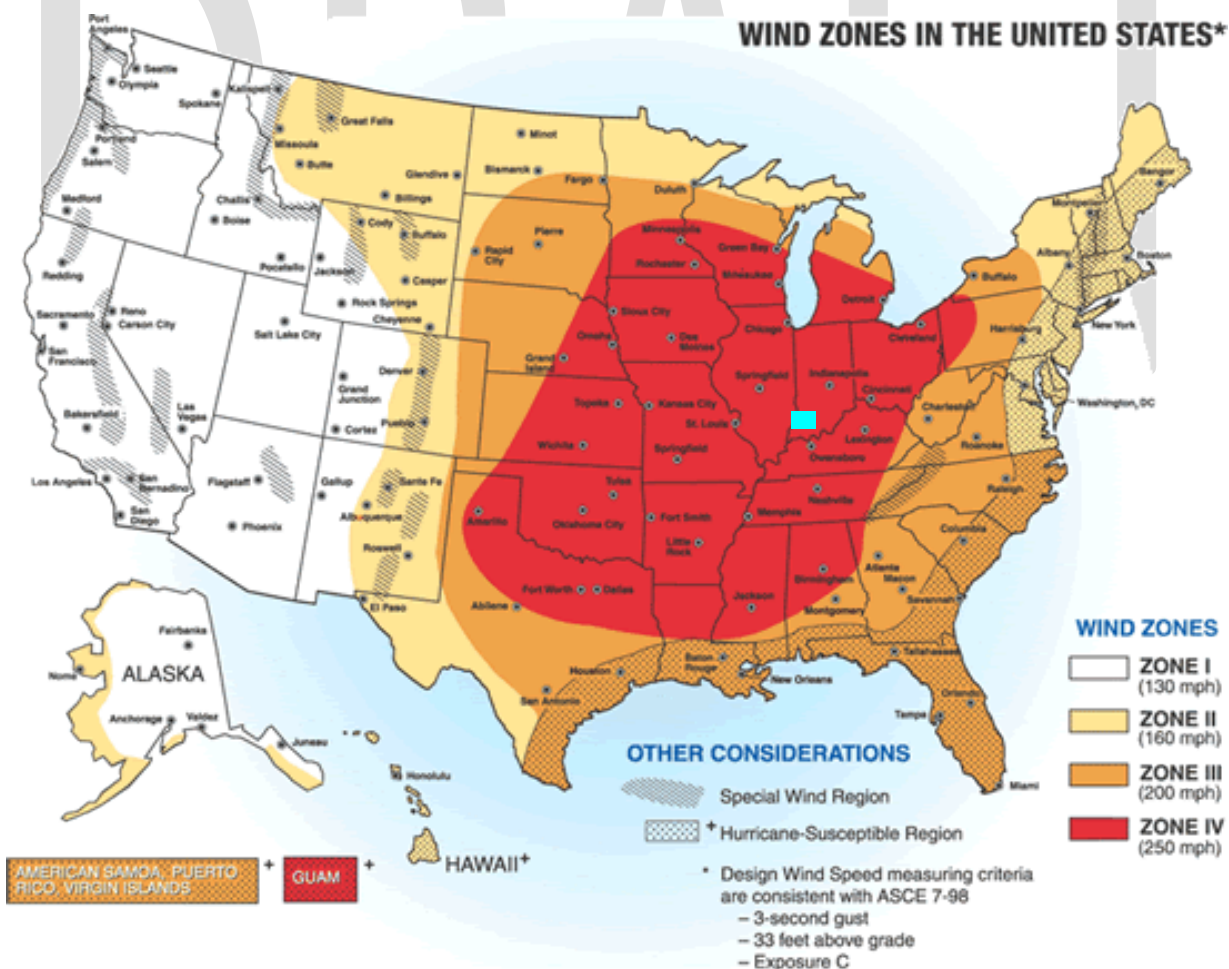 WIND ZONES IN THE UNITED STATES*
Port
Angeles
Seattle
Olympia
Spokane
Kalispell
Great Falls
Minot
Portland
Salem
Missoula
Butte
Glendive
Bismarck
Fargo
Duluth
Bangor
Medford
Challis
Boise
Billings
Montpelier
Cody
Buffalo
Pierre
Rapid
City
Minneapolis
Green Bay
Albany
Boston
Redding
Pocatello
Jackson
Casper
Rochester
Milwaukee
Buffalo
Detroit
Sacramento
Reno
Carson City
Rock Springs
Cheyenne
Sioux City
Chicago
Cleveland
Harrisburg
New York
San
Francisco
Salt Lake City
Omaha
Des
Moines
Grand
Island
Denver
Grand
Junction
Springfield
Indianapolis
Cincinnati
Washington, DC
Bakersfield
Las
Vegas
Cortez
Pueblo
Topeka
Kansas City
St. Louis
Charleston
Lexington
Wichita
Springfield
Owensboro
Roanoke
Los Angeles
San
Bernadino
Flagstaff
Gallup
Sante Fe
Tulsa
Nashville
Raleigh
San
Diego
Phoenix
Albuquerque
Amarillo
Oklahoma City
Fort Smith
Memphis
Columbia
Roswell
Little
Rock
Atlanta
Macon
Birmingham
El Paso
Abilene
Fort Worth
Dallas
Jackson
Montgomery
Savannah
Houston
Baton
Rouge
New Orleans
Tallahassee
San Antonio
Orlando
Tampa
Miami
Fairbanks
Nome
ALASKA
Anchorage
Valdez
Juneau
Honolulu
HAWAII+
AMERICAN SAMOA, PUERTO
RICO, VIRGIN ISLANDS
+
GUAM
+
WIND ZONES
ZONE I
(130 mph)
ZONE II
(160 mph)
ZONE III
(200 mph)
ZONE IV
(250 mph)
OTHER CONSIDERATIONS
Special Wind Region
+ Hurricane-Susceptible Region
* Design Wind Speed measuring criteria
are consistent with ASCE 7-98
– 3-second gust
– 33 feet above grade
– Exposure C